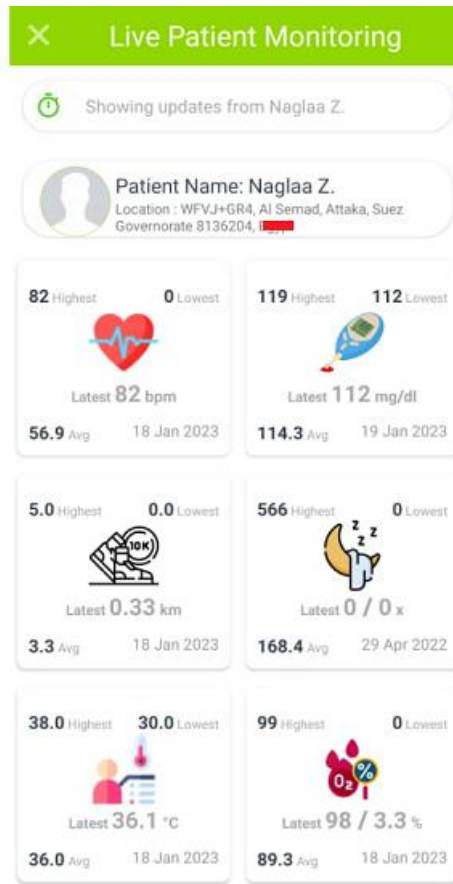 Live Patient Monitoring
Showing updates from Naglaa Z.
Patient Name: Naglaa Z.
Location : WFVJ+GR4, Al Semad, Attaka, Suez
Governorate 8136204,
82 Highest 0 Lowest
Latest 82 bpm
56.9 Avg 18 Jan 2023
119 Highest 112 Lowest
Latest 112 mg/dl
114.3 Avg 19 Jan 2023
5.0 Highest 0.0 Lowest
10K
Latest 0.33 km
3.3 Avg 18 Jan 2023
566 Highest 0 Lowest
z z z
Latest 0 / 0 x
168.4 Avg 29 Apr 2022
38.0 Highest 30.0 Lowest
Latest 36.1 °C
36.0 Avg 18 Jan 2023
99 Highest 0 Lowest
O2 %
Latest 98 / 3.3 %
89.3 Avg 18 Jan 2023